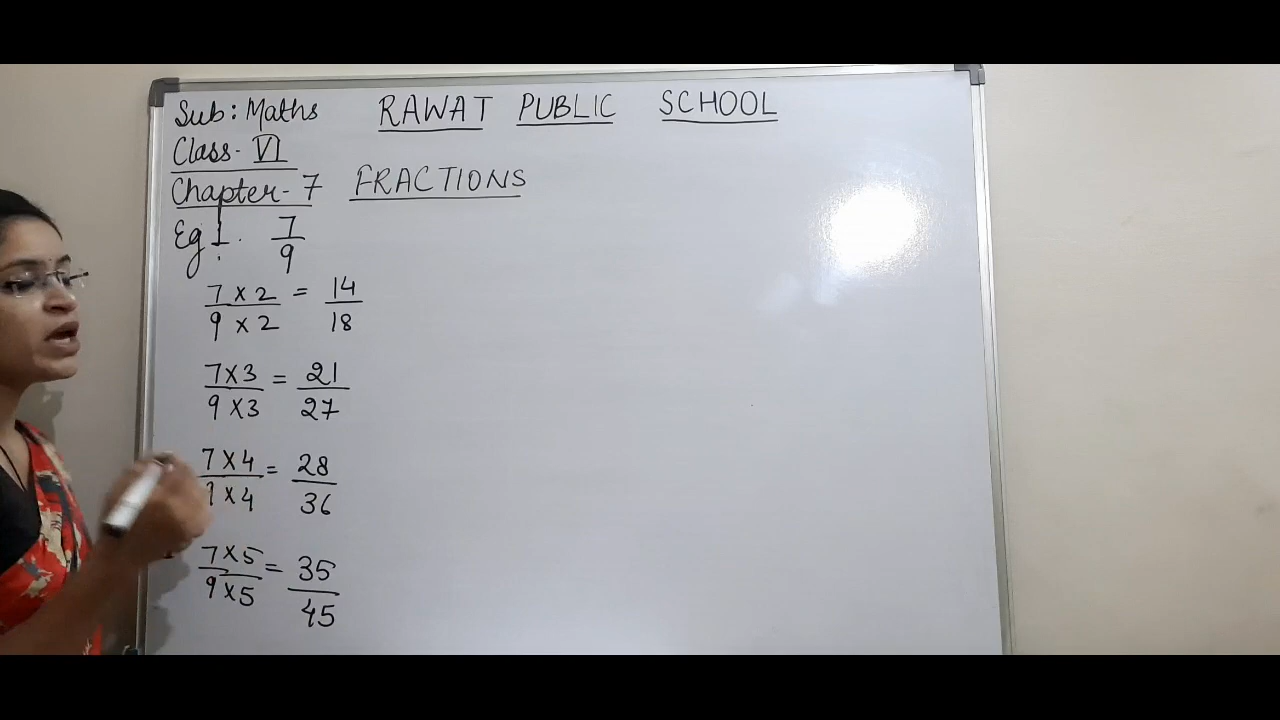 Sub: Maths RAWAT PUBLIC SCHOOL
Class- VI
Chapter- 7 FRACTIONS
Eg 1. 7/9
7 x 2 / 9 x 2 = 14/18
7x3 / 9x3 = 21/27
7x4 / 9x4 = 28/36
7x5 / 9x5 = 35/45